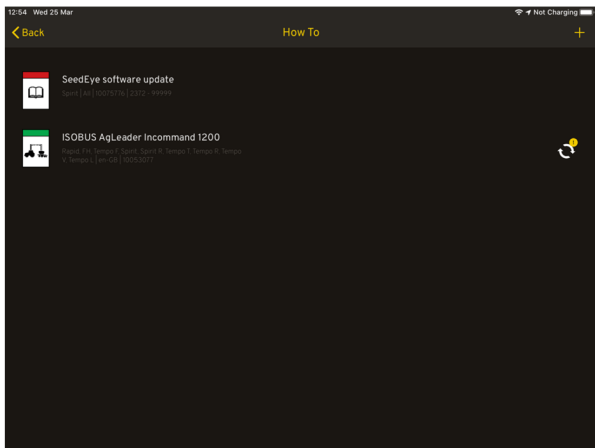 12:54 Wed 25 Mar
Not Charging
Back
How To
SeedEye software update
Spirit | All | 10075776 | 2372 - 99999
ISOBUS AgLeader Incommand 1200
Rapid, FH, Tempo F, Spirit, Spirit R, Tempo T, Tempo R, Tempo
V, Tempo L | en-GB | 10053077